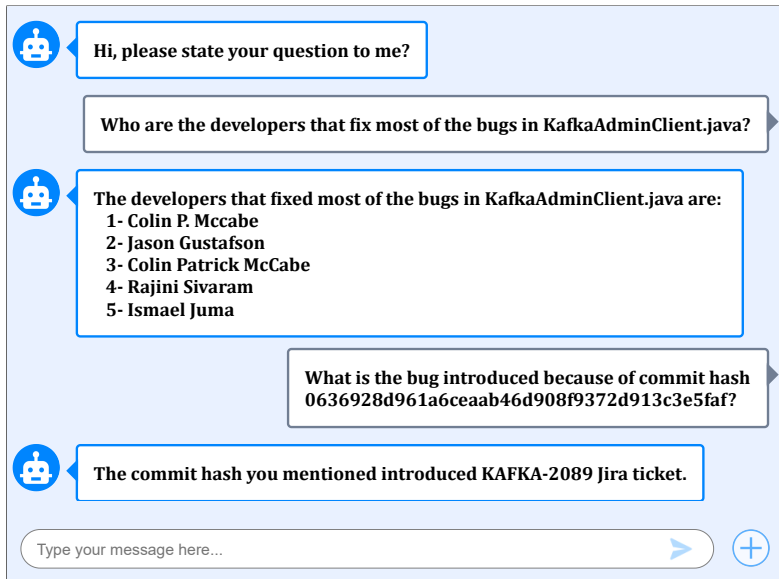 Hi, please state your question to me?
Who are the developers that fix most of the bugs in KafkaAdminClient.java?
The developers that fixed most of the bugs in KafkaAdminClient.java are:
1- Colin P. Mccabe
2- Jason Gustafson
3- Colin Patrick McCabe
4- Rajini Sivaram
5- Ismael Juma
What is the bug introduced because of commit hash
0636928d961a6ceaab46d908f9372d913c3e5faf?
The commit hash you mentioned introduced KAFKA-2089 Jira ticket.
Type your message here...